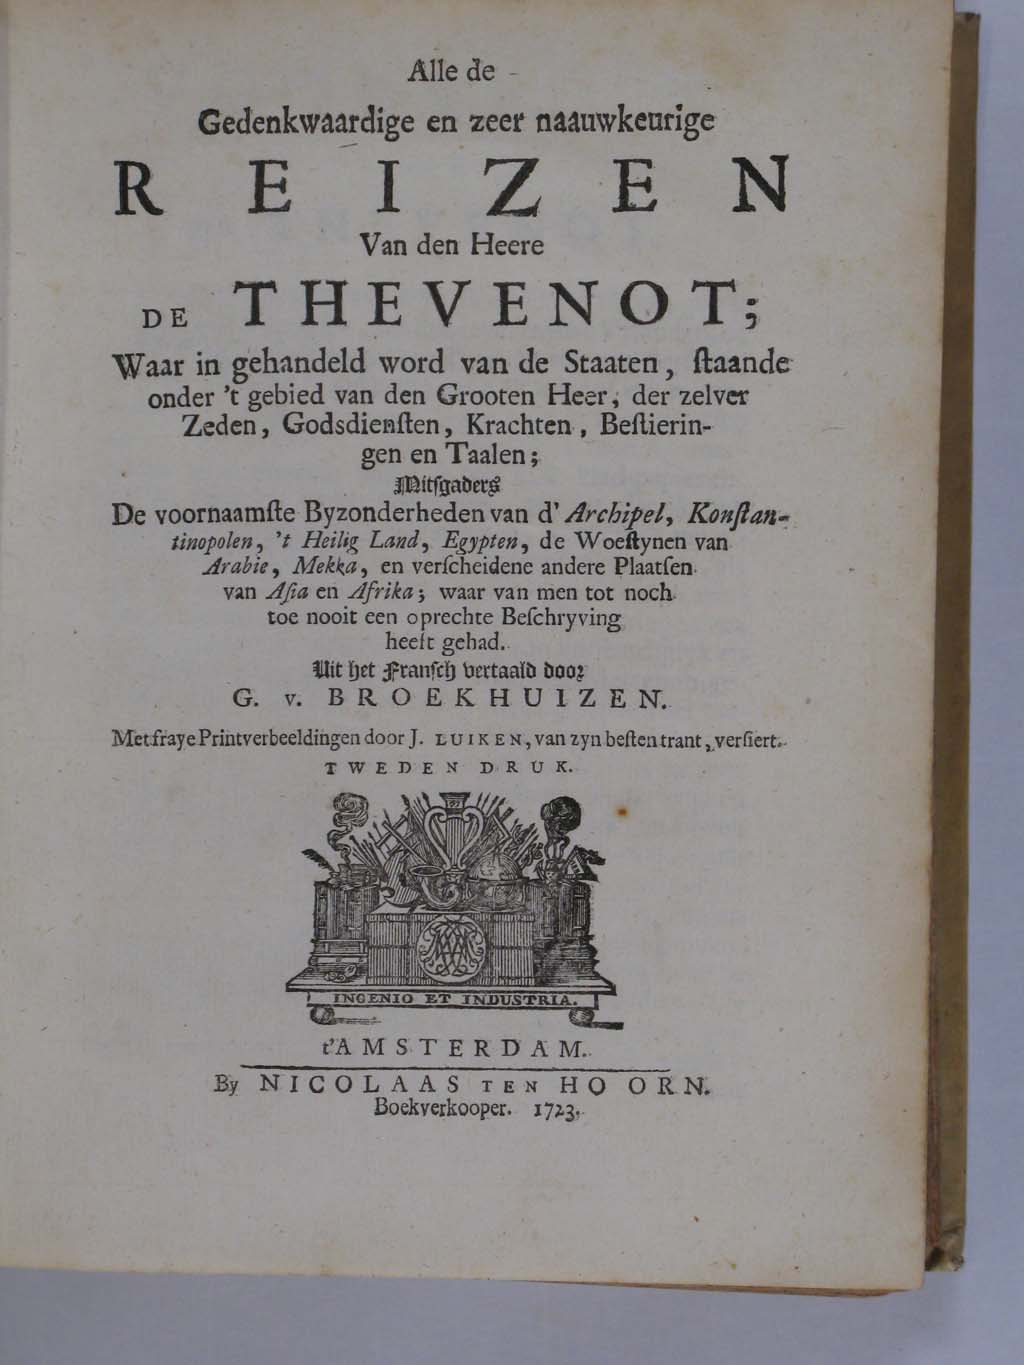 Alle de
Gedenkwaardige en zeer naauwkeurige
REIZEN
Van den Heere
DE THEVENOT;
Waar in gehandeld word van de Staaten, ſtaande
onder 't gebied van den Grooten Heer, der zelver
Zeden, Godsdienſten, Krachten, Beſtierin-
gen en Taalen;
Mitſgaders
De voornaamſte Byzonderheden van d' Archipel, Konſtan-
tinopolen, 't Heilig Land, Egypten, de Woeſtynen van
Arabie, Mekka, en verſcheidene andere Plaatſen
van Aſia en Afrika; waar van men tot noch
toe nooit een oprechte Beſchryving
heeft gehad.
Uit het Franſch vertaald door
G. v. BROEKHUIZEN.
Met fraye Printverbeeldingen door J. LUIKEN, van zyn beſten trant, verſiert.
TWEDEN DRUK.
INGENIO ET INDUSTRIA.
t'AMSTERDAM.
By NICOLAAS TEN HOORN.
Boekverkooper. 1723.